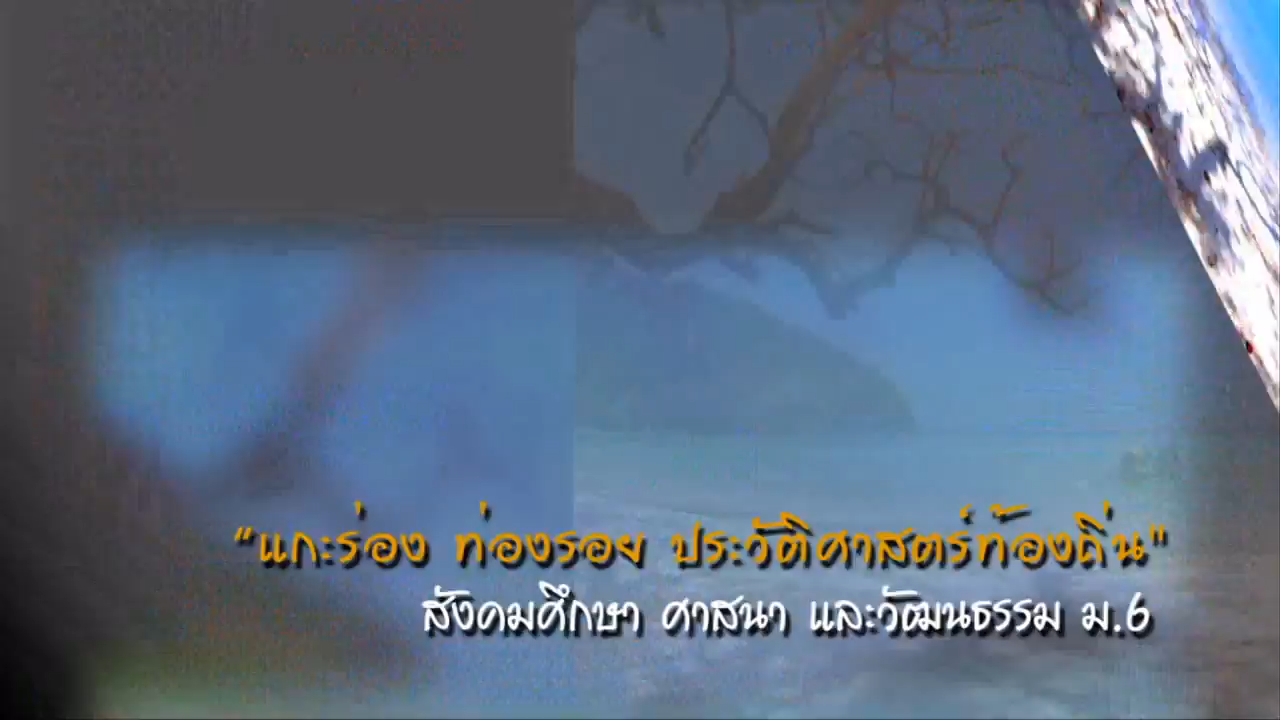 “แกะร่อง ท่องรอย ประวัติศาสตร์ท้องถิ่น"
สังคมศึกษา ศาสนา และวัฒนธรรม ม.6